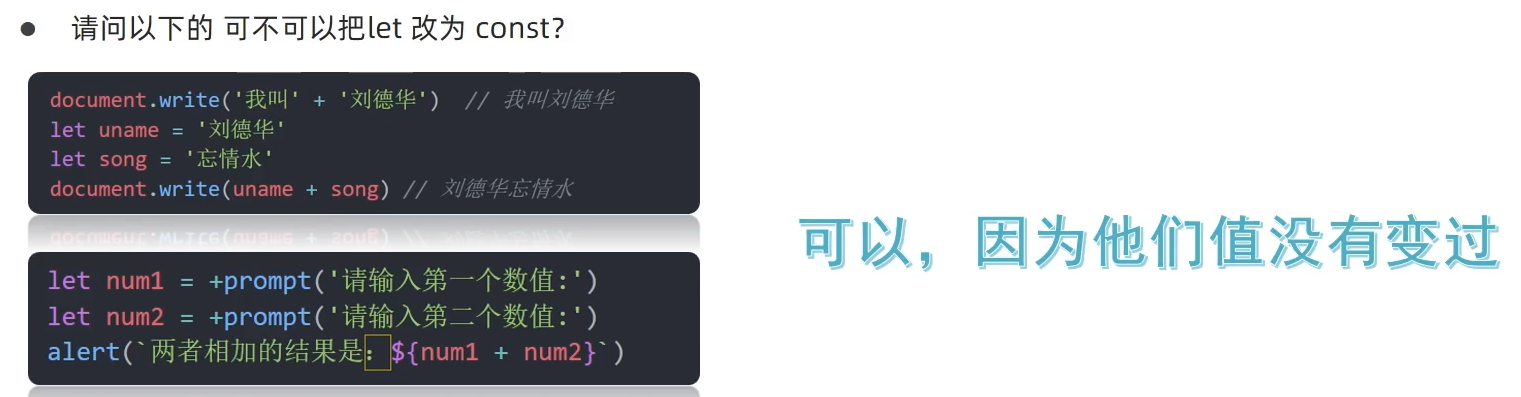 ● 请问以下的 可不可以把let 改为 const?
document.write('我叫' + '刘德华')  // 我叫刘德华
let uname = '刘德华'
let song = '忘情水'
document.write(uname + song) // 刘德华忘情水
let num1 = +prompt('请输入第一个数值:')
let num2 = +prompt('请输入第二个数值:')
alert(`两者相加的结果是：${num1 + num2}`)
可以，因为他们值没有变过